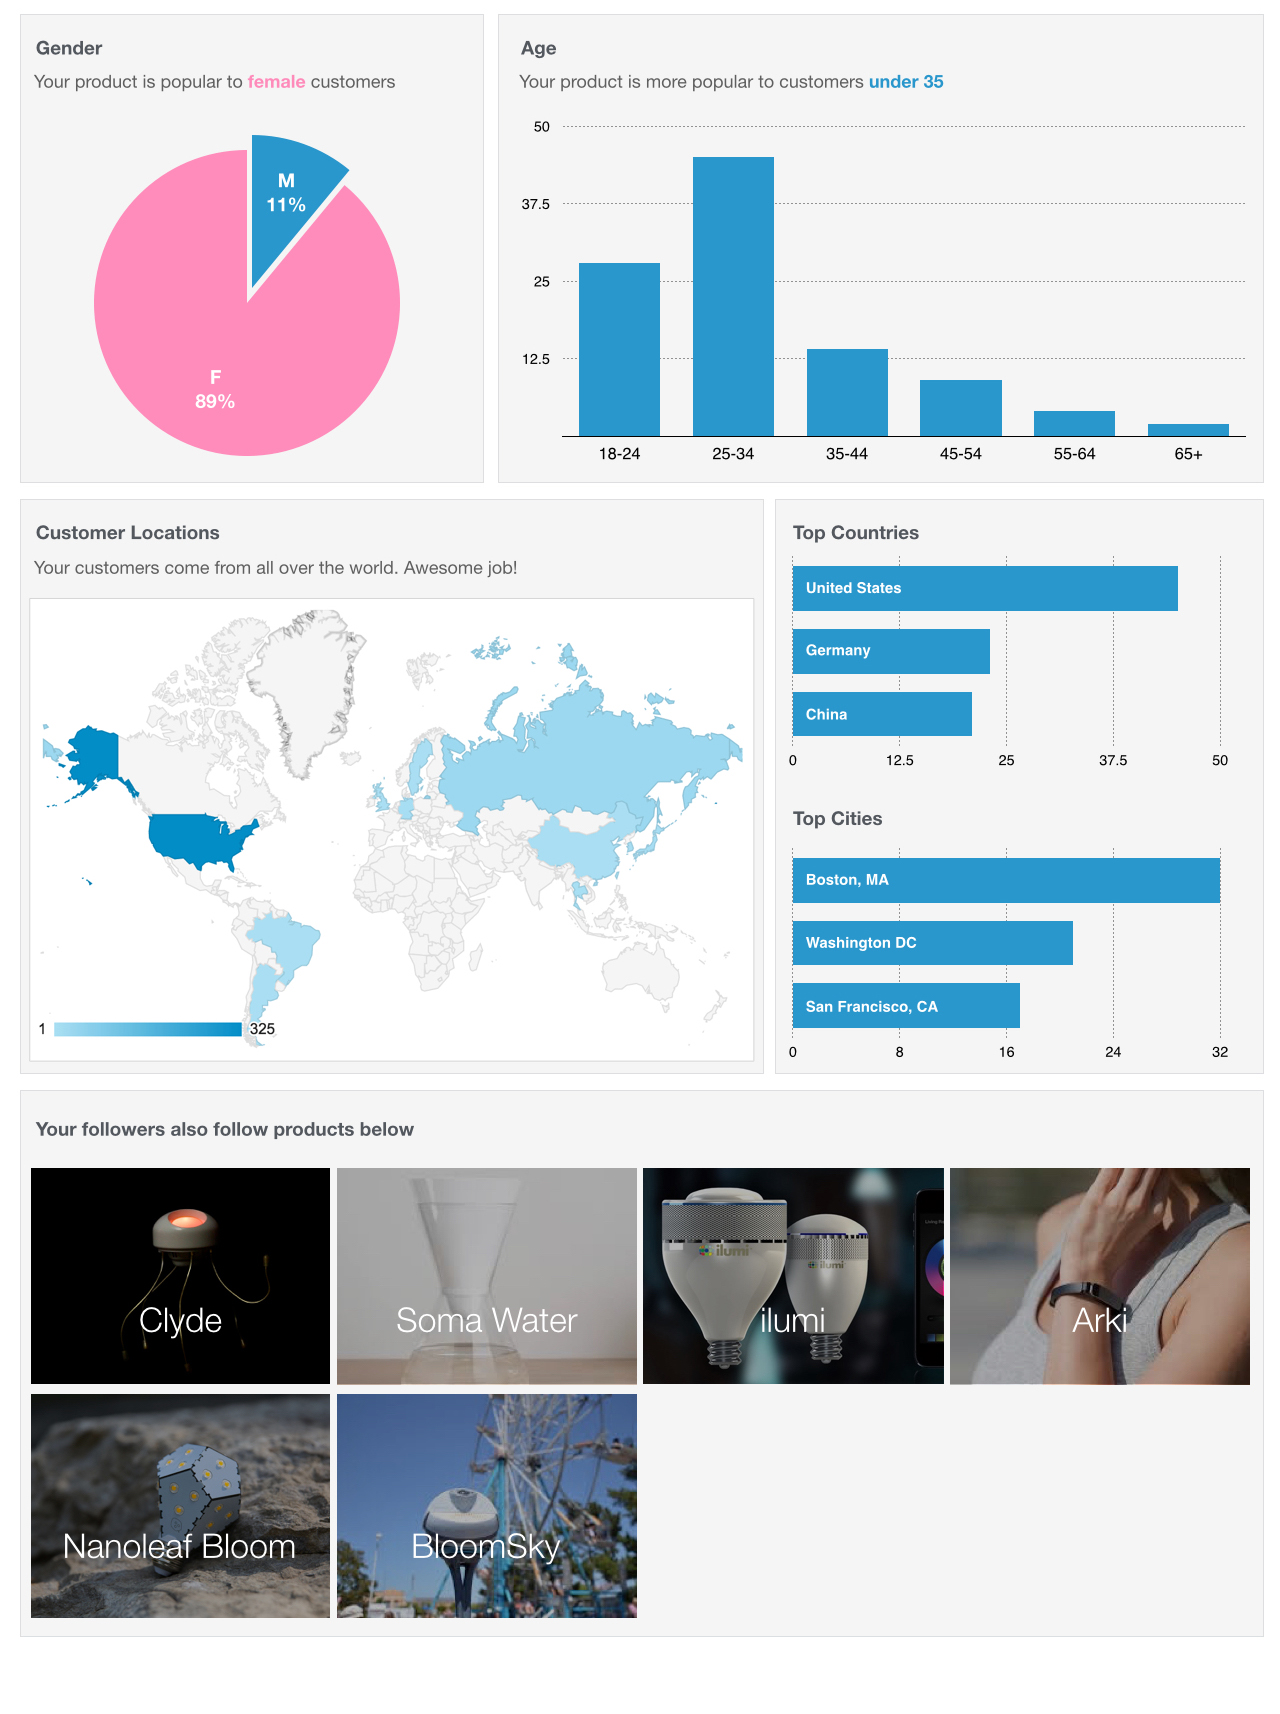 Gender
Your product is popular to female customers
M
11%
F
89%
Age
Your product is more popular to customers under 35
50
37.5
25
12.5
18-24 25-34 35-44 45-54 55-64 65+
Customer Locations
Your customers come from all over the world. Awesome job!
1 325
Top Countries
United States
Germany
China
0 12.5 25 37.5 50
Top Cities
Boston, MA
Washington DC
San Francisco, CA
0 8 16 24 32
Your followers also follow products below
Clyde
Soma Water
ilumi
ilumi
ilumi
Arki
Nanoleaf Bloom
BloomSky